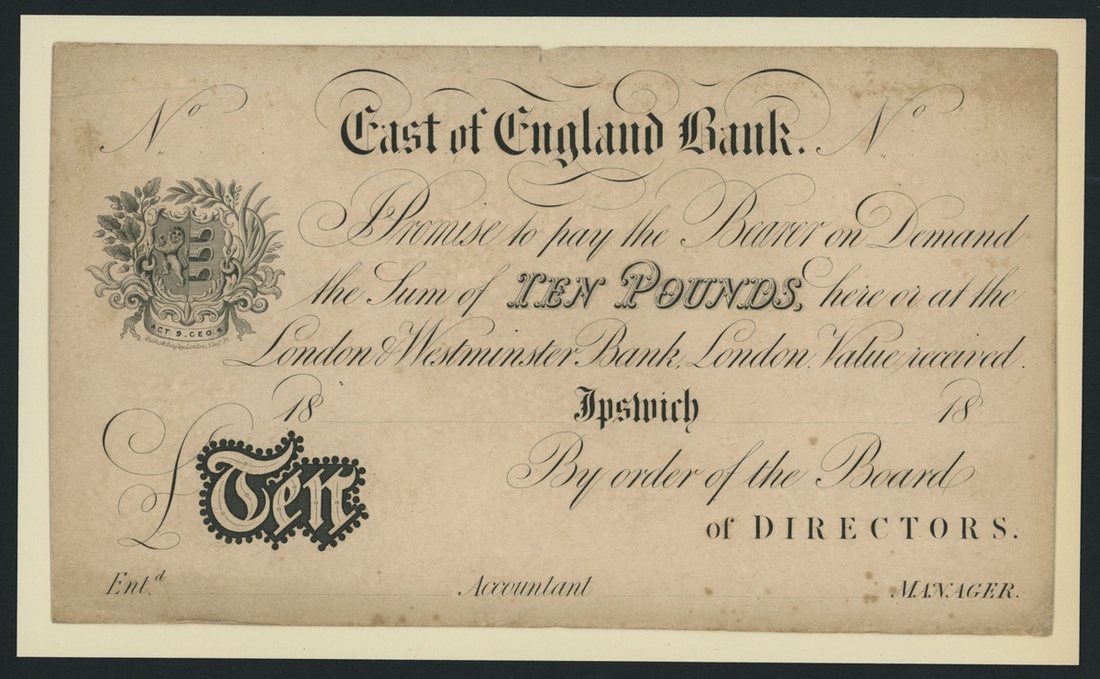 No
East of England Bank.
No
I Promise to pay the Bearer on Demand
the Sum of TEN POUNDS, here or at the
London & Westminster Bank, London. Value received.
ACT 9. GEO. 4
18
Ipswich
18
£ Ten
By order of the Board
of DIRECTORS.
Entd.
Accountant
MANAGER.